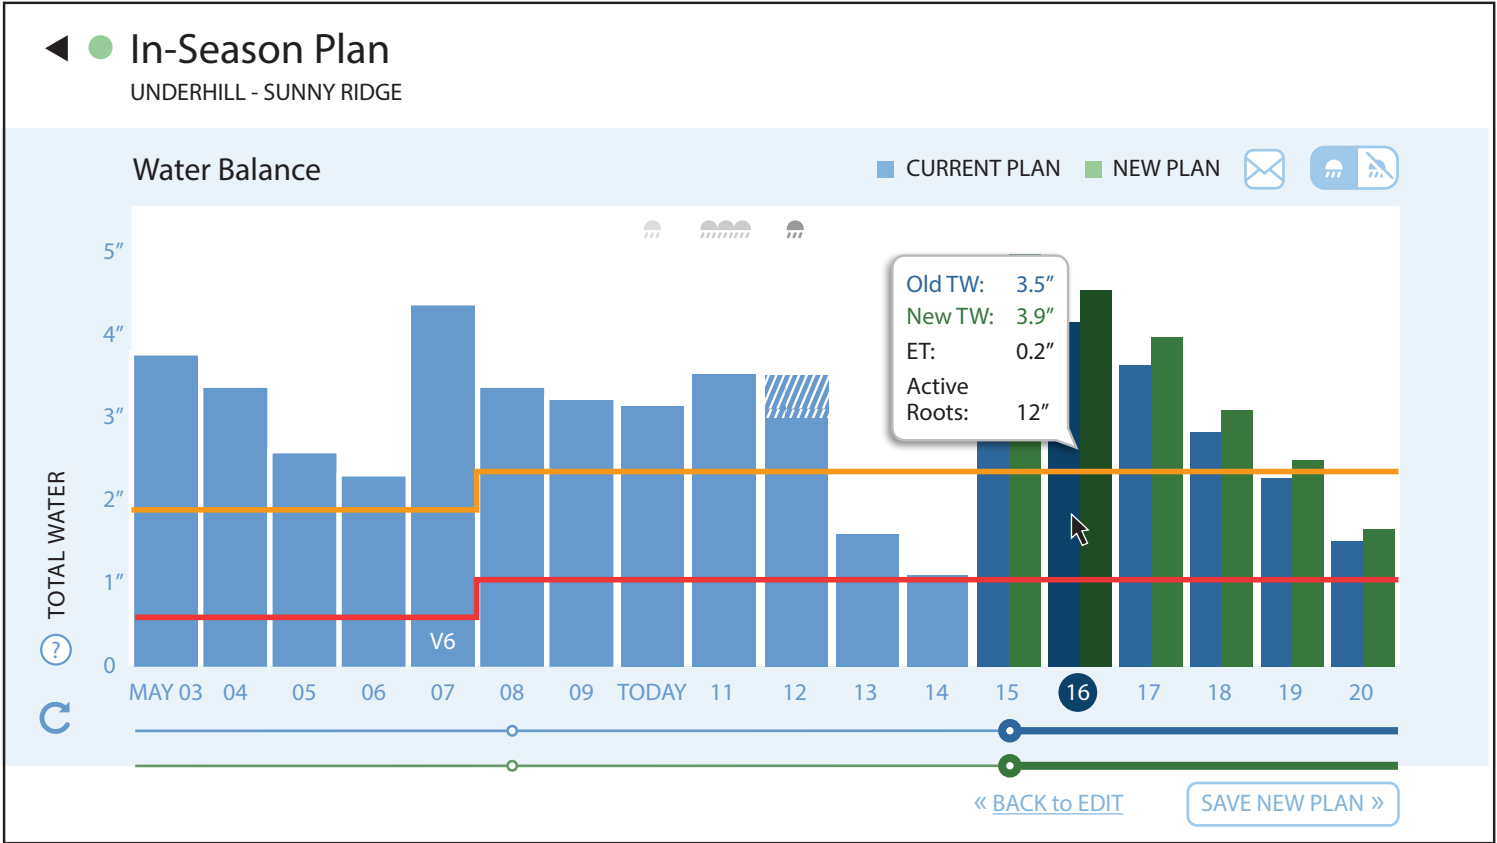 In-Season Plan
UNDERHILL - SUNNY RIDGE
Water Balance
CURRENT PLAN
NEW PLAN
5”
4”
3”
2”
1”
0
TOTAL WATER
?
Old TW: 3.5”
New TW: 3.9”
ET: 0.2”
Active
Roots: 12”
V6
MAY 03 04 05 06 07 08 09 TODAY 11 12 13 14 15 16 17 18 19 20
« BACK to EDIT
SAVE NEW PLAN »